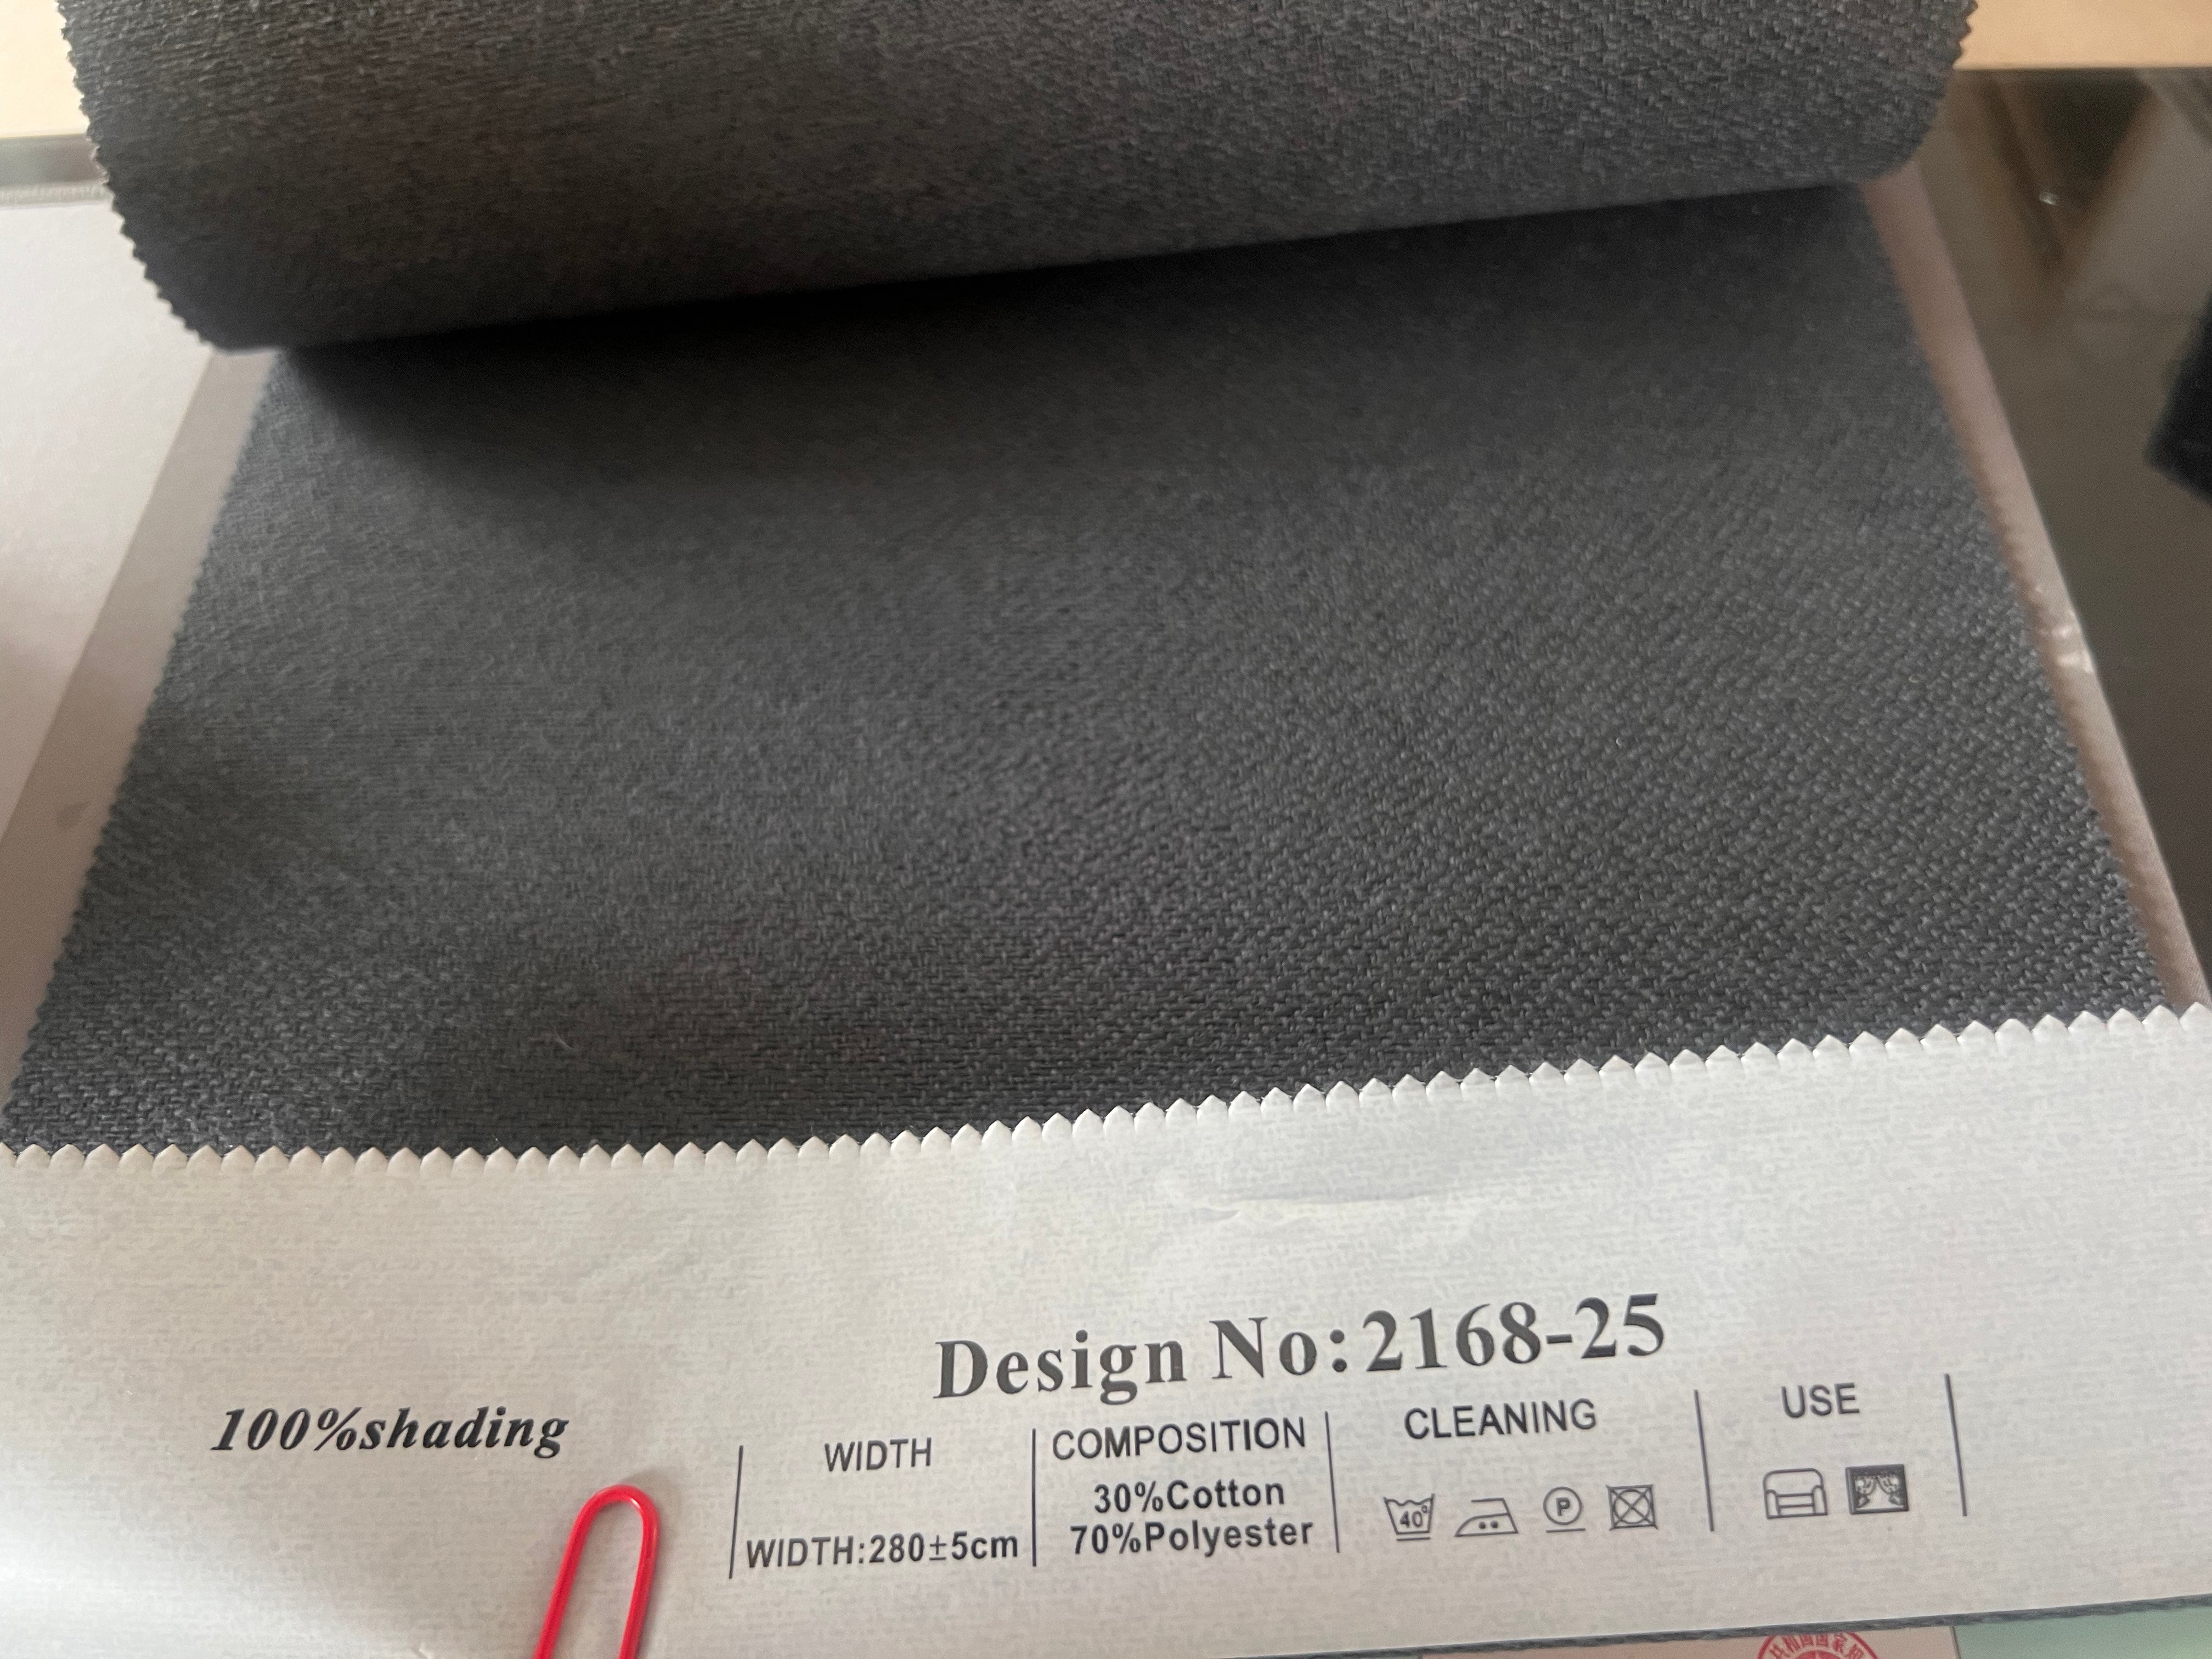 Design No:2168-25
100%shading
WIDTH
WIDTH:280±5cm
COMPOSITION
30%Cotton
70%Polyester
CLEANING
40°
P
USE